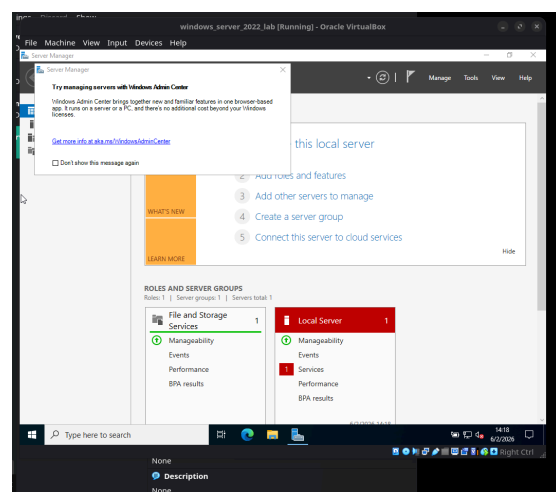 Discord Show
windows_server_2022_lab [Running] - Oracle VirtualBox
File Machine View Input Devices Help
Server Manager
Server Manager
Manage Tools View Help
Try managing servers with Windows Admin Center
Windows Admin Center brings together new and familiar features in one browser-based
app. It runs on a server or a PC, and there's no additional cost beyond your Windows
licenses.
Get more info at aka.ms/WindowsAdminCenter
Don't show this message again
this local server
2 Add roles and features
3 Add other servers to manage
WHAT'S NEW
4 Create a server group
5 Connect this server to cloud services
Hide
LEARN MORE
ROLES AND SERVER GROUPS
Roles: 1 | Server groups: 1 | Servers total: 1
File and Storage
Services
1
Manageability
Events
Performance
BPA results
Local Server 1
Manageability
Events
1 Services
Performance
BPA results
6/2/2026 14:18
Type here to search
14:18
6/2/2026
Right Ctrl
None
Description
None